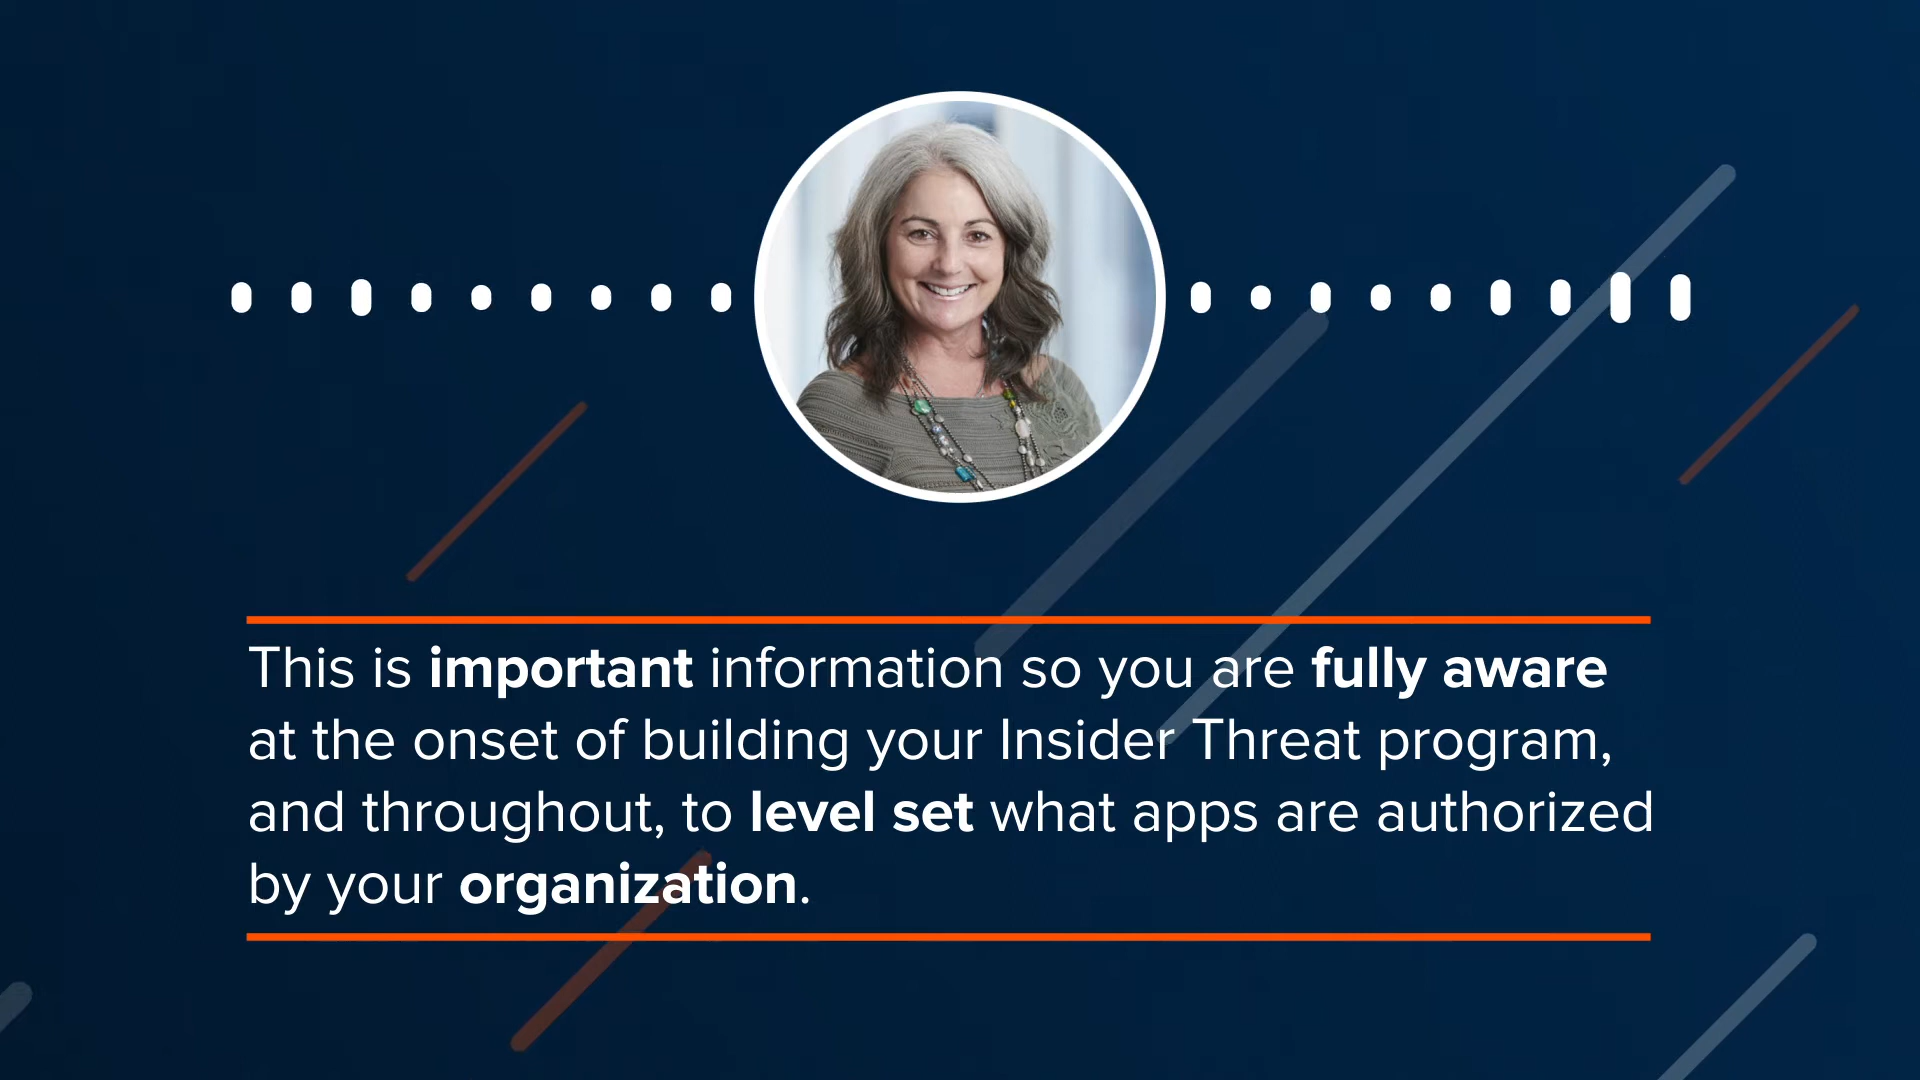 This is important information so you are fully aware
at the onset of building your Insider Threat program,
and throughout, to level set what apps are authorized
by your organization.